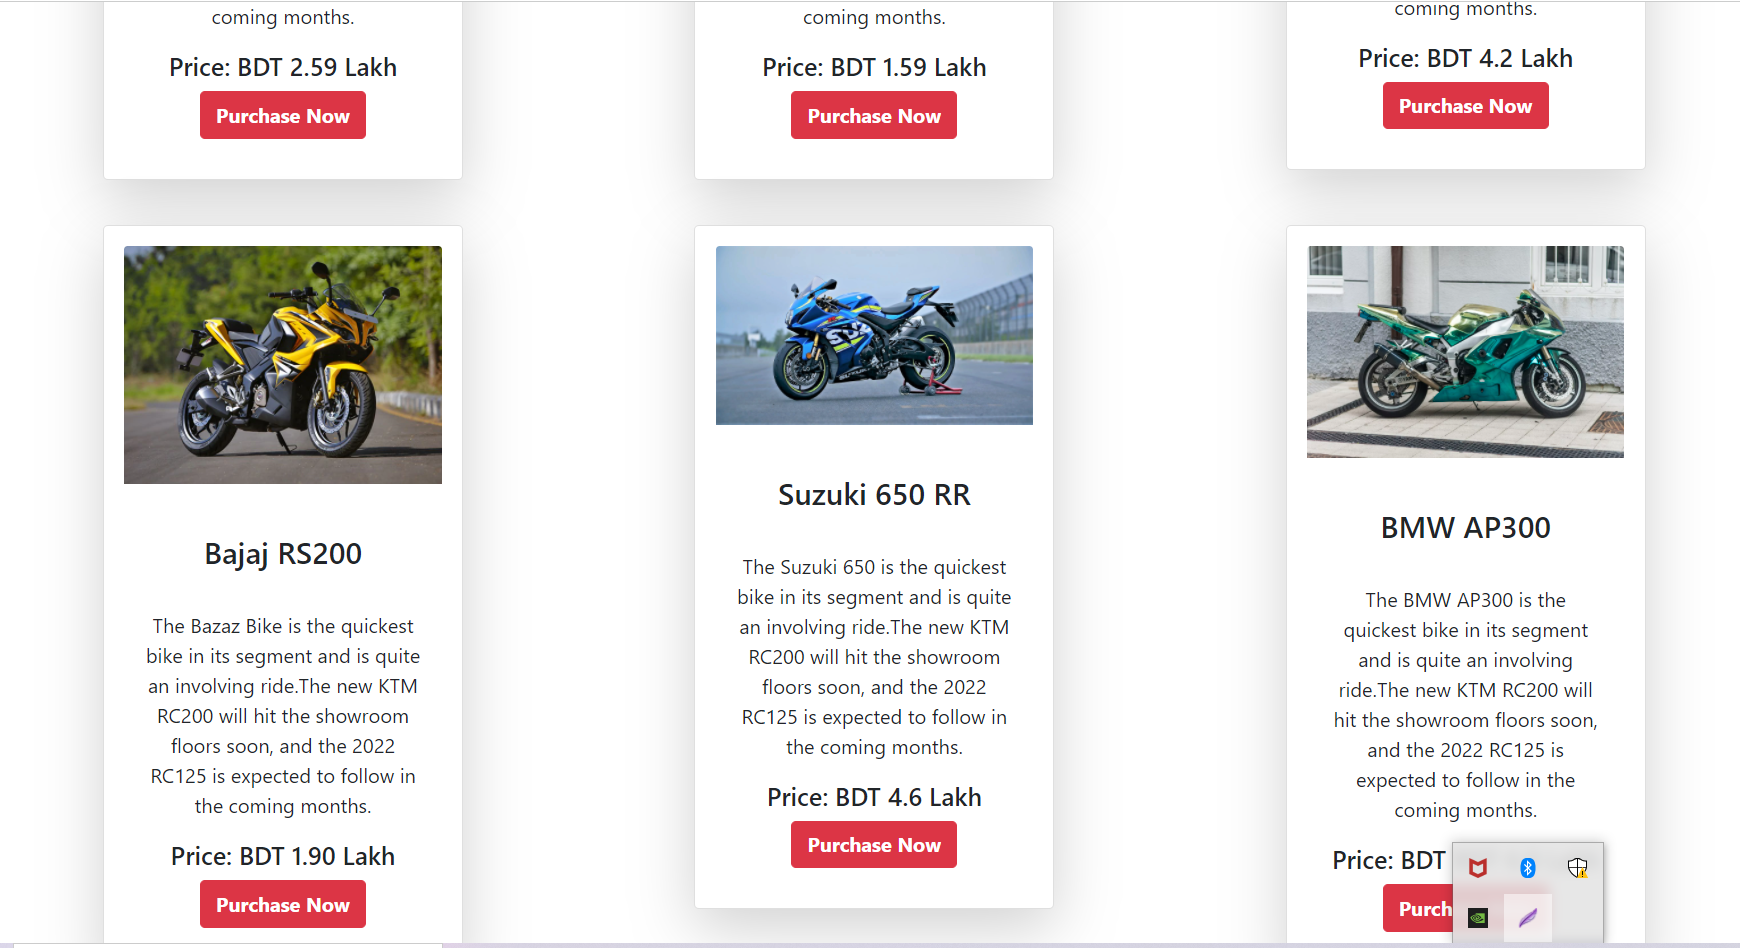 coming months.
Price: BDT 2.59 Lakh
Purchase Now
coming months.
Price: BDT 1.59 Lakh
Purchase Now
coming months.
Price: BDT 4.2 Lakh
Purchase Now
Bajaj RS200
The Bazaz Bike is the quickest
bike in its segment and is quite
an involving ride.The new KTM
RC200 will hit the showroom
floors soon, and the 2022
RC125 is expected to follow in
the coming months.
Price: BDT 1.90 Lakh
Purchase Now
SUZUKI
Suzuki 650 RR
The Suzuki 650 is the quickest
bike in its segment and is quite
an involving ride.The new KTM
RC200 will hit the showroom
floors soon, and the 2022
RC125 is expected to follow in
the coming months.
Price: BDT 4.6 Lakh
Purchase Now
BMW AP300
The BMW AP300 is the
quickest bike in its segment
and is quite an involving
ride.The new KTM RC200 will
hit the showroom floors soon,
and the 2022 RC125 is
expected to follow in the
coming months.
Price: BDT
Purch